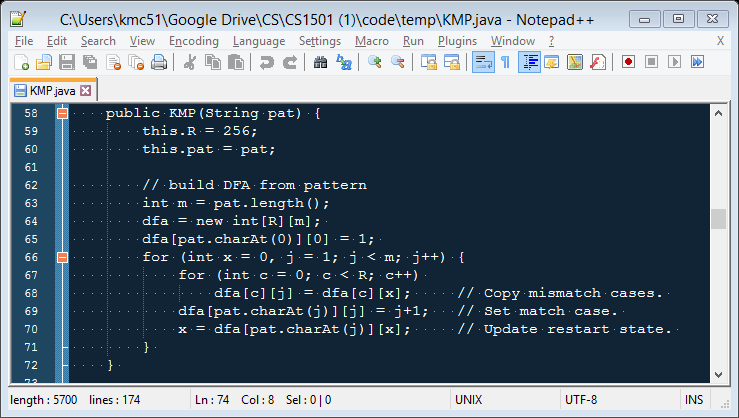 C:\Users\kmc51\Google Drive\CS\CS1501 (1)\code\temp\KMP.java - Notepad++
File Edit Search View Encoding Language Settings Macro Run Plugins Window ? X
KMP.java
58 public KMP(String pat) {
59 this.R = 256;
60 this.pat = pat;
61
62 // build DFA from pattern
63 int m = pat.length();
64 dfa = new int[R][m];
65 dfa[pat.charAt(0)][0] = 1;
66 for (int x = 0, j = 1; j < m; j++) {
67 for (int c = 0; c < R; c++)
68 dfa[c][j] = dfa[c][x]; // Copy mismatch cases.
69 dfa[pat.charAt(j)][j] = j+1; // Set match case.
70 x = dfa[pat.charAt(j)][x]; // Update restart state.
71 }
72 }
length : 5700 lines : 174 Ln : 74 Col : 8 Sel : 0 | 0 UNIX UTF-8 INS